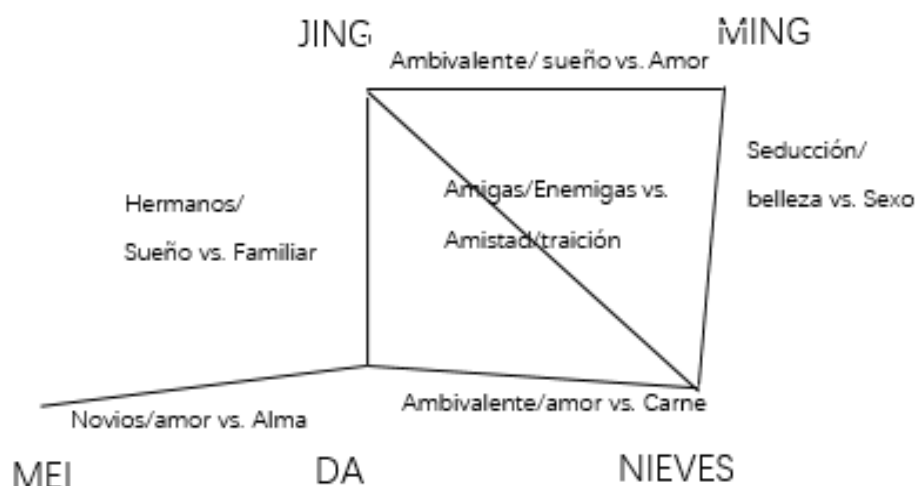 JING
MING
Ambivalente/ sueño vs. Amor
Seducción/
belleza vs. Sexo
Amigas/Enemigas vs.
Amistad/traición
Hermanos/
Sueño vs. Familiar
Ambivalente/amor vs. Carne
Novios/amor vs. Alma
MEI
DA
NIEVES